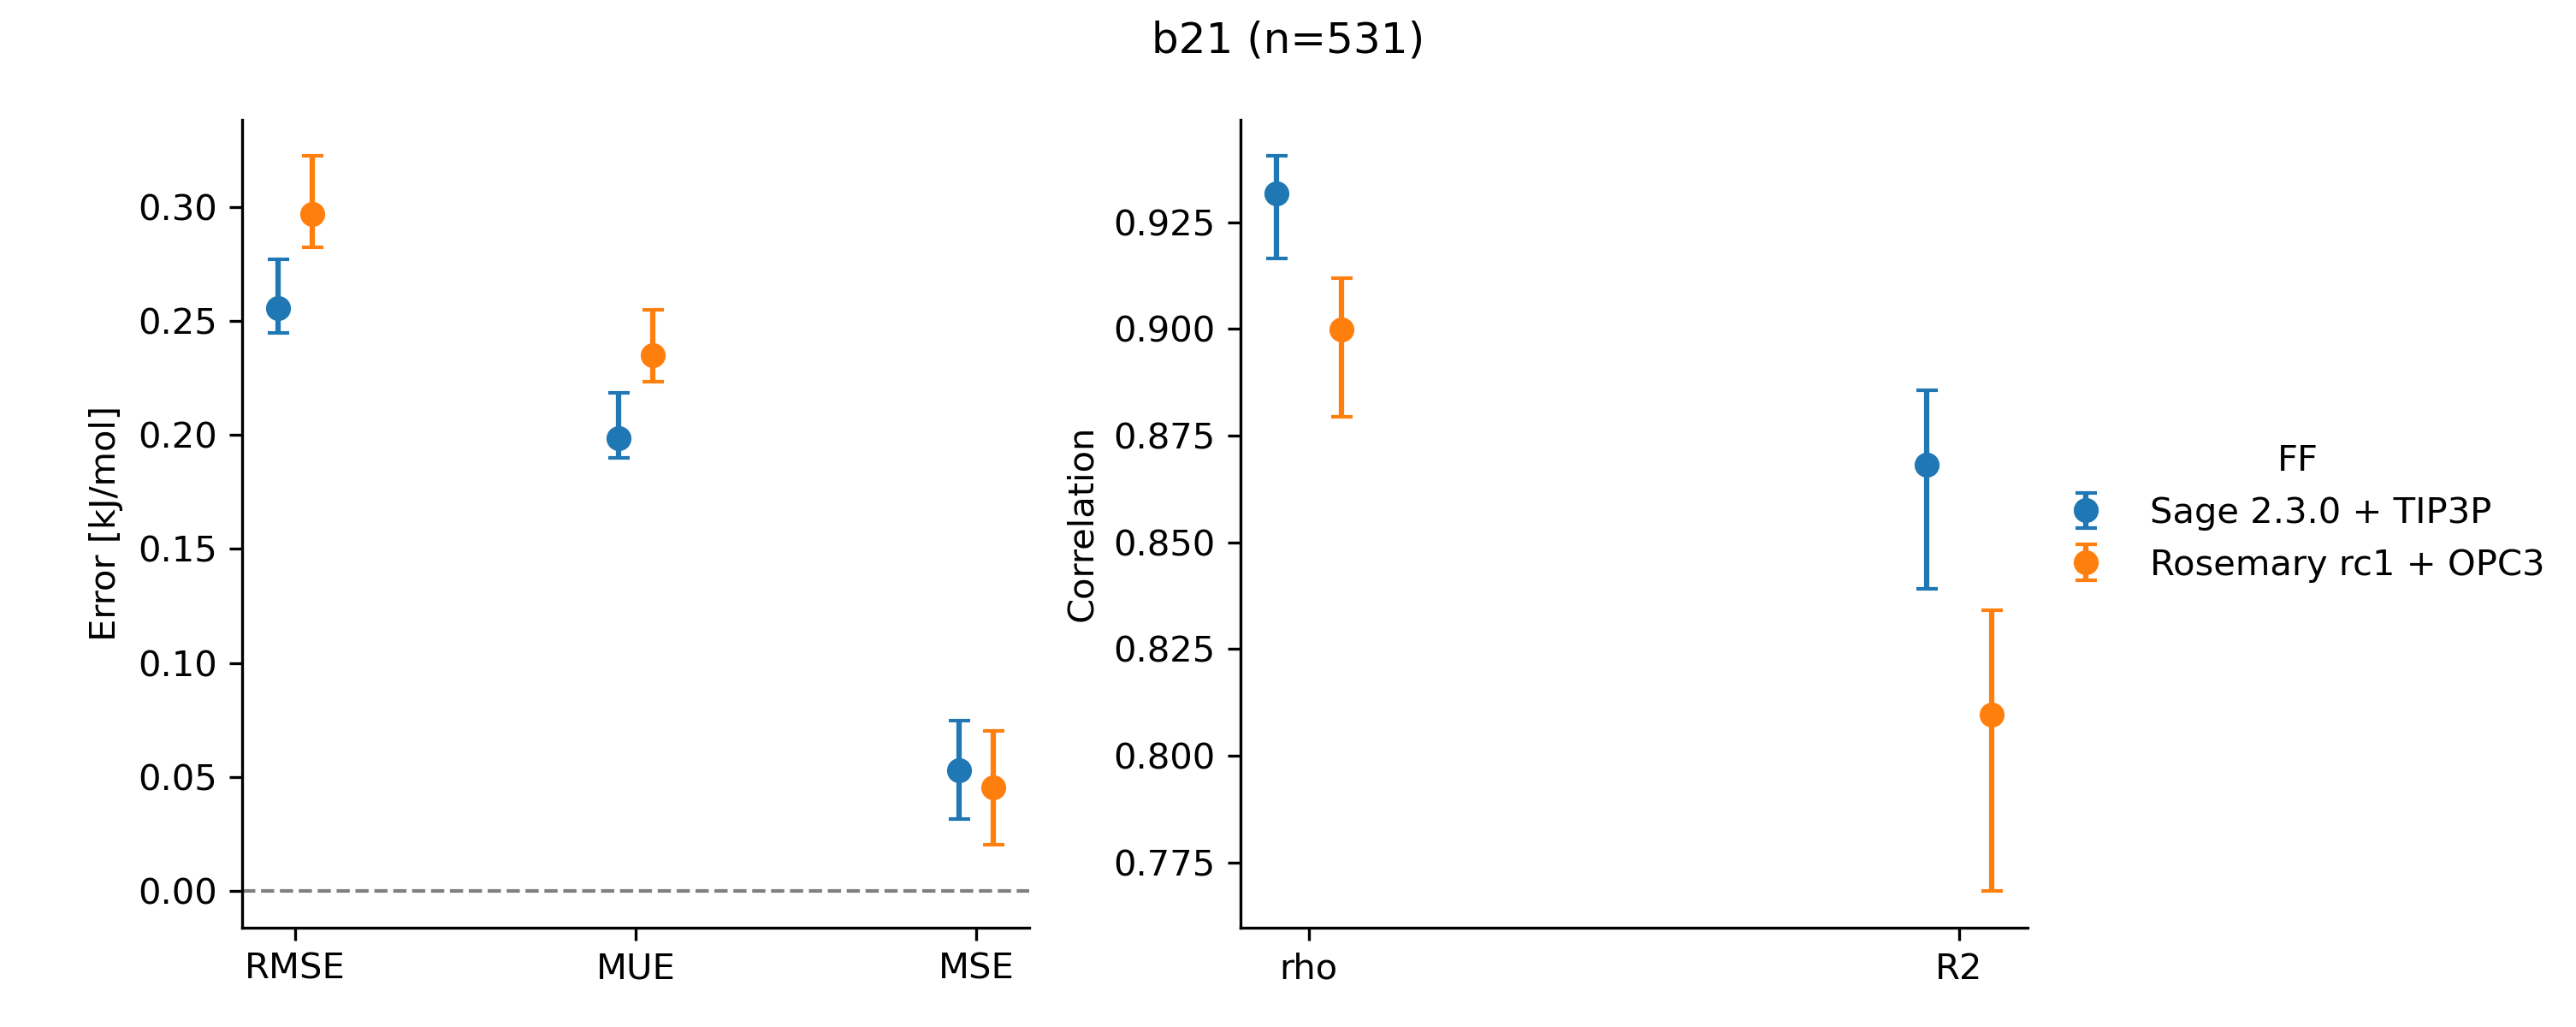 b21 (n=531)
Error [kJ/mol]
0.30
0.25
0.20
0.15
0.10
0.05
0.00
RMSE
MUE
MSE
Correlation
0.925
0.900
0.875
0.850
0.825
0.800
0.775
rho
R2
FF
Sage 2.3.0 + TIP3P
Rosemary rc1 + OPC3